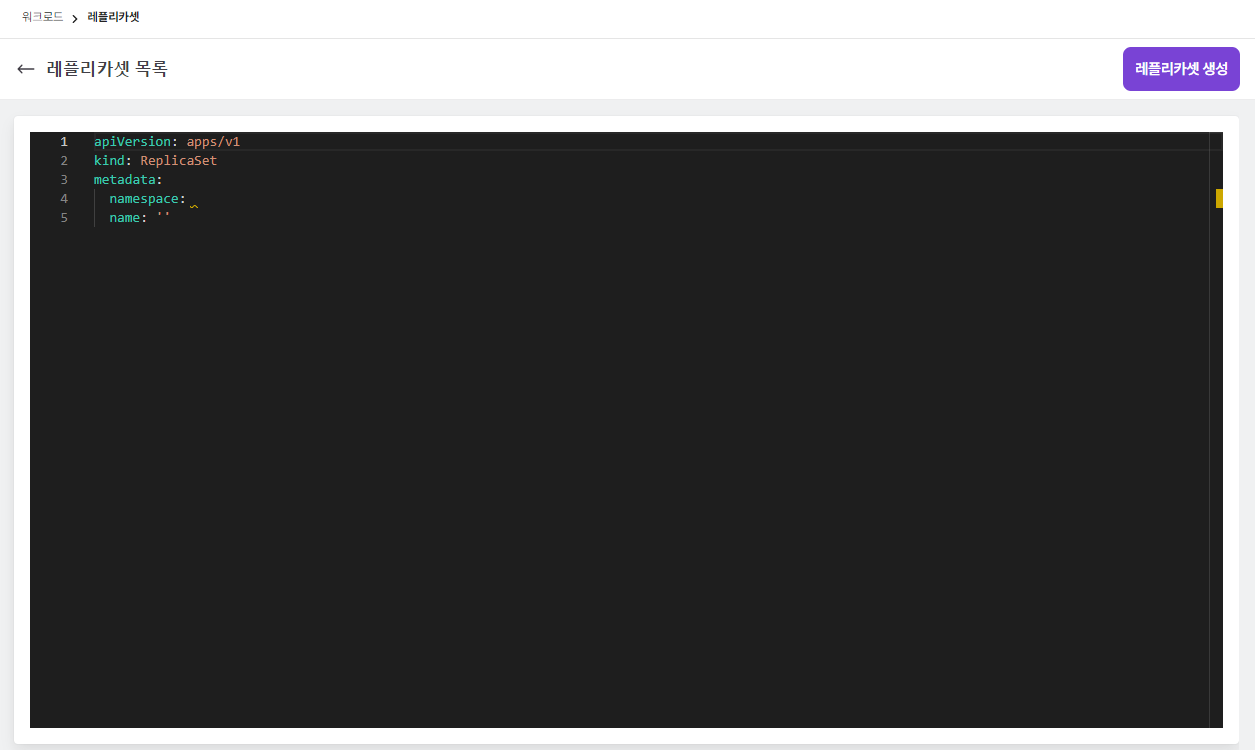 워크로드 > 레플리카셋
← 레플리카셋 목록
레플리카셋 생성
1 apiVersion: apps/v1
2 kind: ReplicaSet
3 metadata:
4   namespace:
5   name: ''